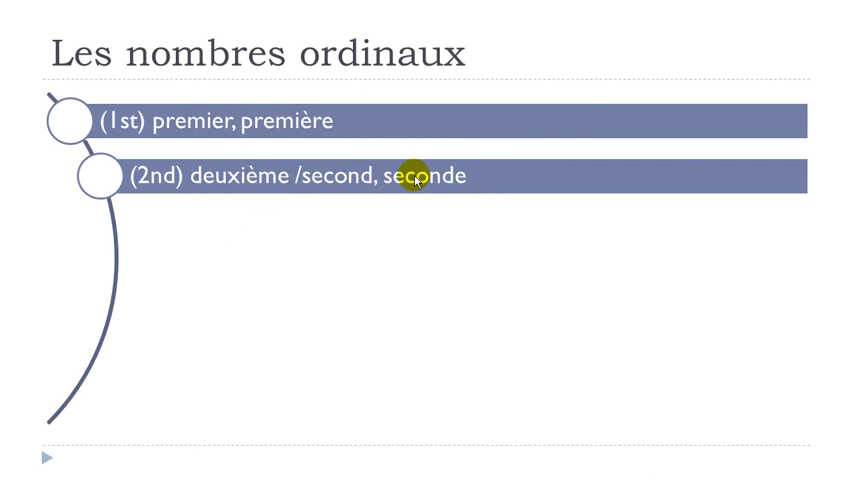 Les nombres ordinaux
(1st) premier, première
(2nd) deuxième /second, seconde